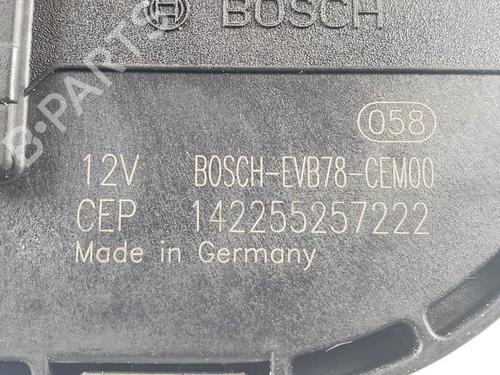 BOSCH
B-PARTS
058
12V BOSCH-EVB78-CEM00
CEP 142255257222
Made in Germany